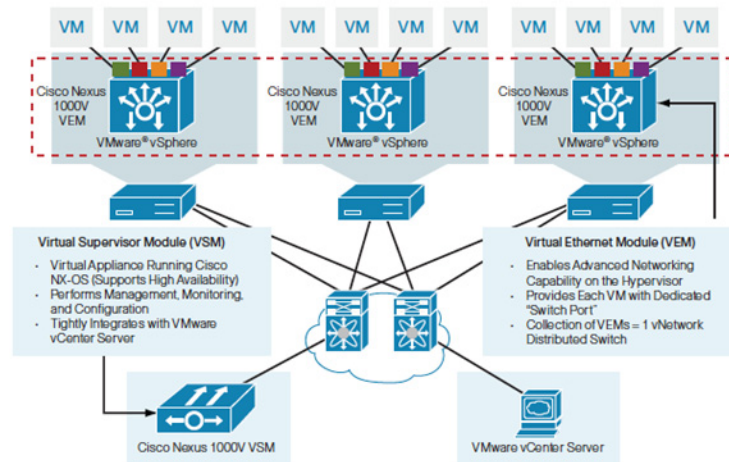 VM VM VM VM VM VM VM VM VM VM VM VM
Cisco Nexus
1000V
VEM
VMware® vSphere
Cisco Nexus
1000V
VEM
VMware® vSphere
Cisco Nexus
1000V
VEM
VMware® vSphere
Virtual Supervisor Module (VSM)
· Virtual Appliance Running Cisco
NX-OS (Supports High Availability)
· Performs Management, Monitoring,
and Configuration
· Tightly Integrates with VMware
vCenter Server
Virtual Ethernet Module (VEM)
· Enables Advanced Networking
Capability on the Hypervisor
· Provides Each VM with Dedicated
“Switch Port”
· Collection of VEMs = 1 vNetwork
Distributed Switch
Cisco Nexus 1000V VSM
VMware vCenter Server